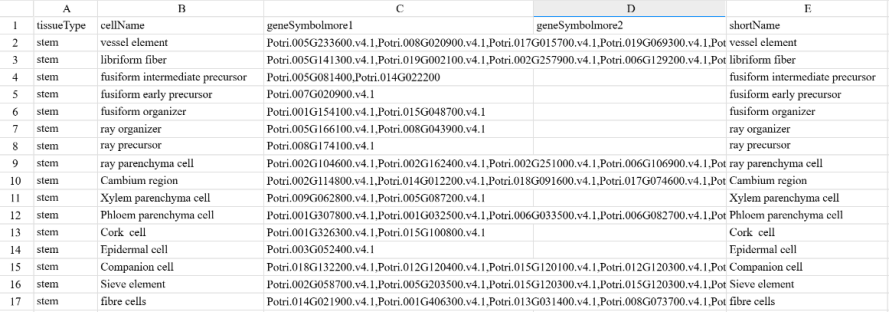 A B C D E
1 tissueType cellName geneSymbolmore1 geneSymbolmore2 shortName
2 stem vessel element Potri.005G233600.v4.1,Potri.008G020900.v4.1,Potri.017G015700.v4.1,Potri.019G069300.v4.1,Pot vessel element
3 stem libriform fiber Potri.005G141300.v4.1,Potri.019G002100.v4.1,Potri.002G257900.v4.1,Potri.006G129200.v4.1,Pot libriform fiber
4 stem fusiform intermediate precursor Potri.005G081400,Potri.014G022200 fusiform intermediate precursor
5 stem fusiform early precursor Potri.007G020900.v4.1 fusiform early precursor
6 stem fusiform organizer Potri.001G154100.v4.1,Potri.015G048700.v4.1 fusiform organizer
7 stem ray organizer Potri.005G166100.v4.1,Potri.008G043900.v4.1 ray organizer
8 stem ray precursor Potri.008G174100.v4.1 ray precursor
9 stem ray parenchyma cell Potri.002G104600.v4.1,Potri.002G162400.v4.1,Potri.002G251000.v4.1,Potri.006G106900.v4.1,Pot ray parenchyma cell
10 stem Cambium region Potri.002G114800.v4.1,Potri.014G012200.v4.1,Potri.018G091600.v4.1,Potri.017G074600.v4.1,Pot Cambium region
11 stem Xylem parenchyma cell Potri.009G062800.v4.1,Potri.005G087200.v4.1 Xylem parenchyma cell
12 stem Phloem parenchyma cell Potri.001G307800.v4.1,Potri.001G032500.v4.1,Potri.006G033500.v4.1,Potri.006G082700.v4.1,Pot Phloem parenchyma cell
13 stem Cork cell Potri.001G326300.v4.1,Potri.015G100800.v4.1 Cork cell
14 stem Epidermal cell Potri.003G052400.v4.1 Epidermal cell
15 stem Companion cell Potri.018G132200.v4.1,Potri.012G120400.v4.1,Potri.015G120100.v4.1,Potri.012G120300.v4.1,Pot Companion cell
16 stem Sieve element Potri.002G058700.v4.1,Potri.005G203500.v4.1,Potri.015G120300.v4.1,Potri.015G120300.v4.1,Pot Sieve element
17 stem fibre cells Potri.014G021900.v4.1,Potri.001G406300.v4.1,Potri.013G031400.v4.1,Potri.008G073700.v4.1,Pot fibre cells